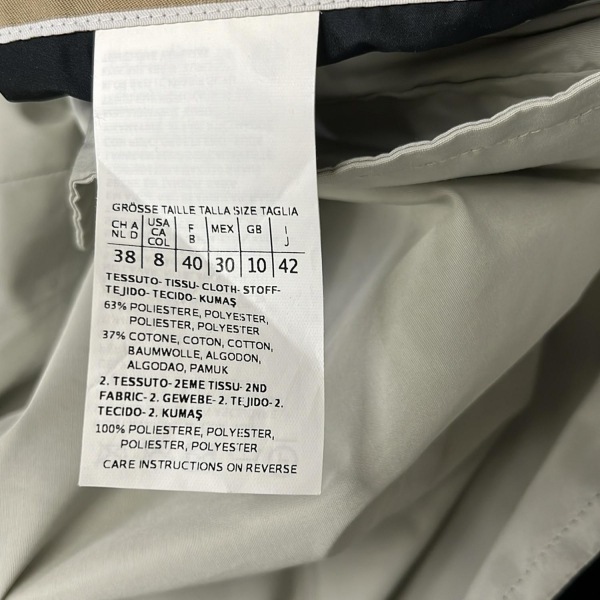 GRÖSSE TAILLE TALLA SIZE TAGLIA
CH A NL D USA CA COL F B MEX GB I J
38 8 40 30 10 42
TESSUTO- TISSU- CLOTH- STOFF-
TEJIDO- TECIDO- KUMAŞ
63% POLIESTERE, POLYESTER,
POLIESTER, POLYESTER
37% COTONE, COTON, COTTON,
BAUMWOLLE, ALGODON,
ALGODAO, PAMUK
2. TESSUTO- 2EME TISSU- 2ND
FABRIC- 2. GEWEBE- 2. TEJIDO- 2.
TECIDO- 2. KUMAŞ
100% POLIESTERE, POLYESTER,
POLIESTER, POLYESTER
CARE INSTRUCTIONS ON REVERSE